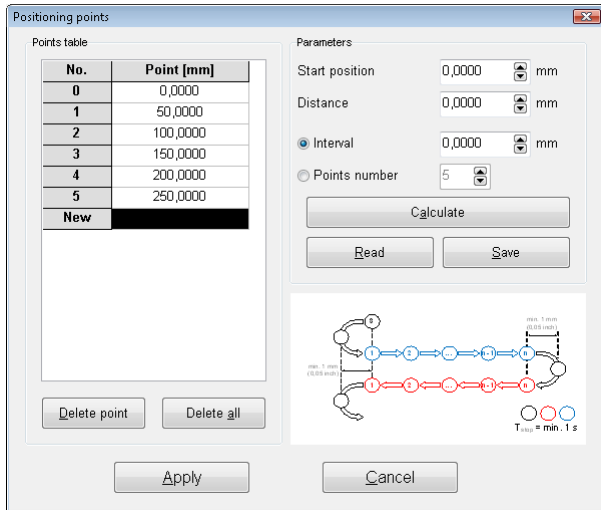 Positioning points
Points table
No. Point [mm]
0 0,0000
1 50,0000
2 100,0000
3 150,0000
4 200,0000
5 250,0000
New
Delete point Delete all
Parameters
Start position 0,0000 mm
Distance 0,0000 mm
Interval 0,0000 mm
Points number 5
Calculate
Read Save
0
min. 1 mm
(0,05 inch)
1 2 ... n-1 n
min. 1 mm
(0,05 inch)
1 2 ... n-1 n
T stop = min. 1 s
Apply Cancel